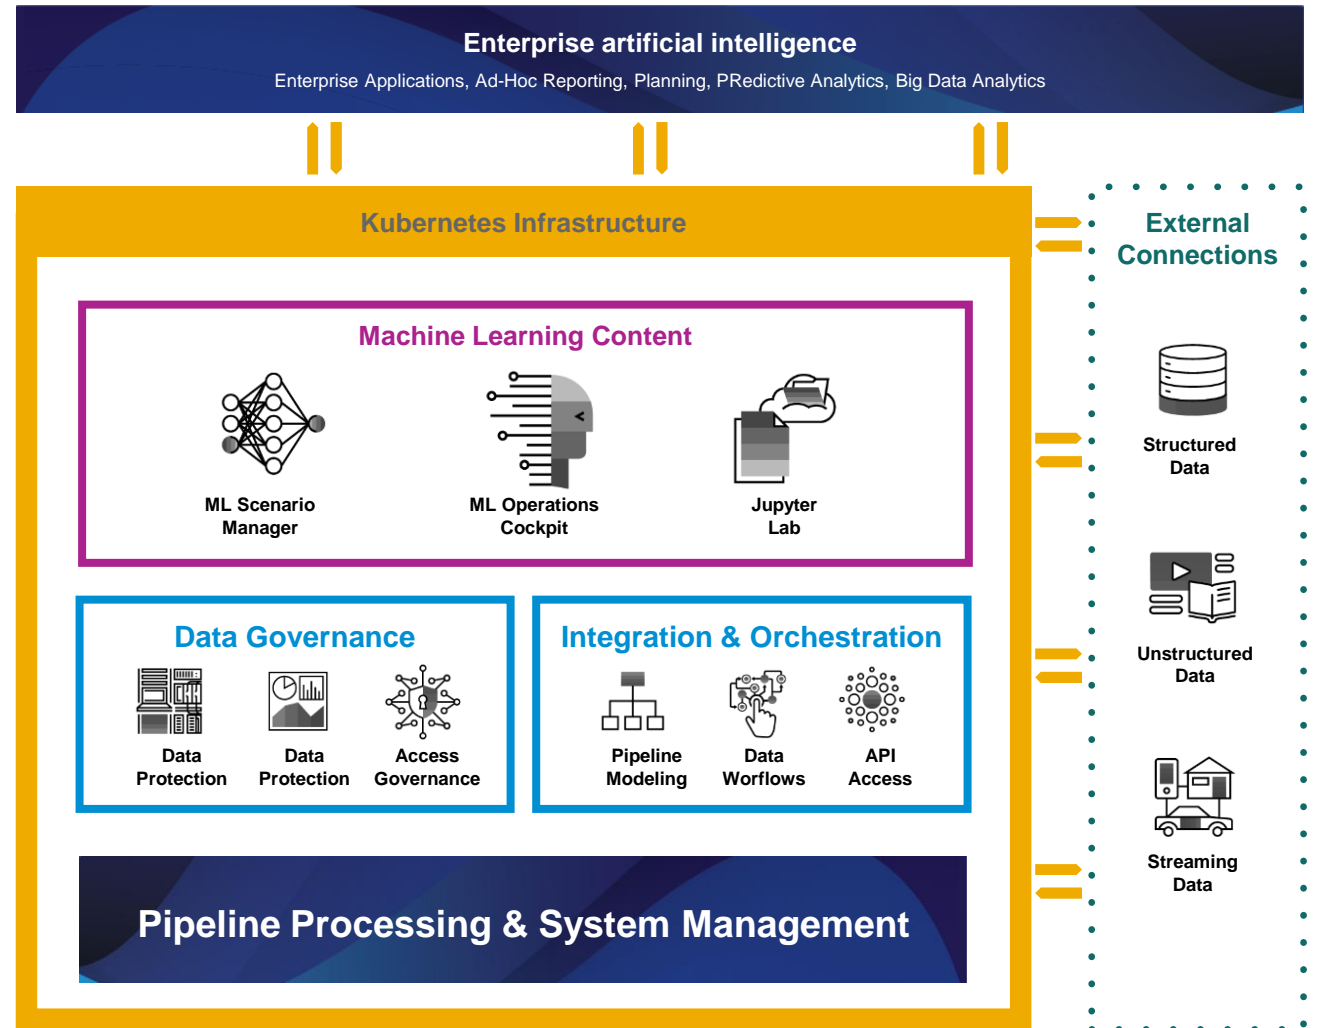 Enterprise artificial intelligence
Enterprise Applications, Ad-Hoc Reporting, Planning, PRedictive Analytics, Big Data Analytics
Kubernetes Infrastructure
External
Connections
Machine Learning Content
ML Scenario
Manager
ML Operations
Cockpit
Jupyter
Lab
Structured
Data
Data Governance
Data
Protection
Data
Protection
Access
Governance
Integration & Orchestration
Pipeline
Modeling
Data
Worflows
API
Access
Unstructured
Data
Streaming
Data
Pipeline Processing & System Management